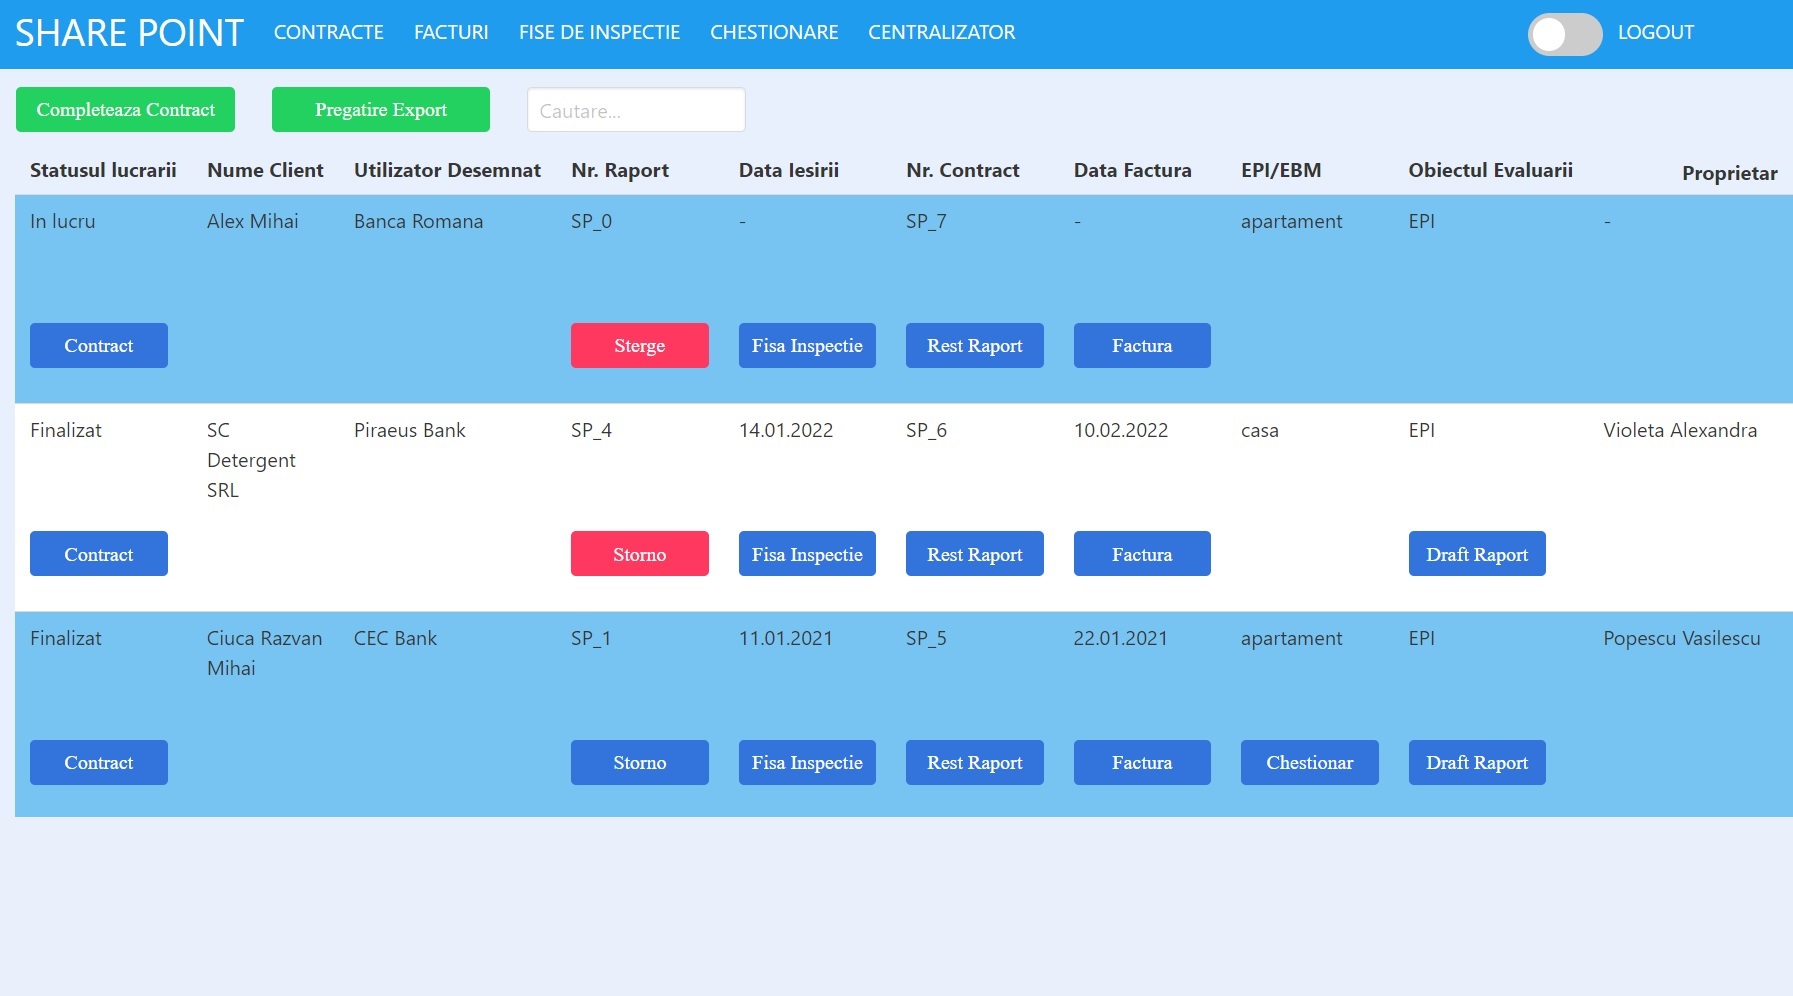 SHARE POINT CONTRACTE FACTURI FISE DE INSPECTIE CHESTIONARE CENTRALIZATOR LOGOUT
Completeaza Contract Pregatire Export Cautare...
Statusul lucrarii Nume Client Utilizator Desemnat Nr. Raport Data Iesirii Nr. Contract Data Factura EPI/EBM Obiectul Evaluarii Proprietar
In lucru Alex Mihai Banca Romana SP_0 - SP_7 - apartament EPI -
Contract Sterge Fisa Inspectie Rest Raport Factura
Finalizat SC Piraeus Bank SP_4 14.01.2022 SP_6 10.02.2022 casa EPI Violeta Alexandra
Detergent
SRL
Contract Storno Fisa Inspectie Rest Raport Factura Draft Raport
Finalizat Ciuca Razvan CEC Bank SP_1 11.01.2021 SP_5 22.01.2021 apartament EPI Popescu Vasilescu
Mihai
Contract Storno Fisa Inspectie Rest Raport Factura Chestionar Draft Raport